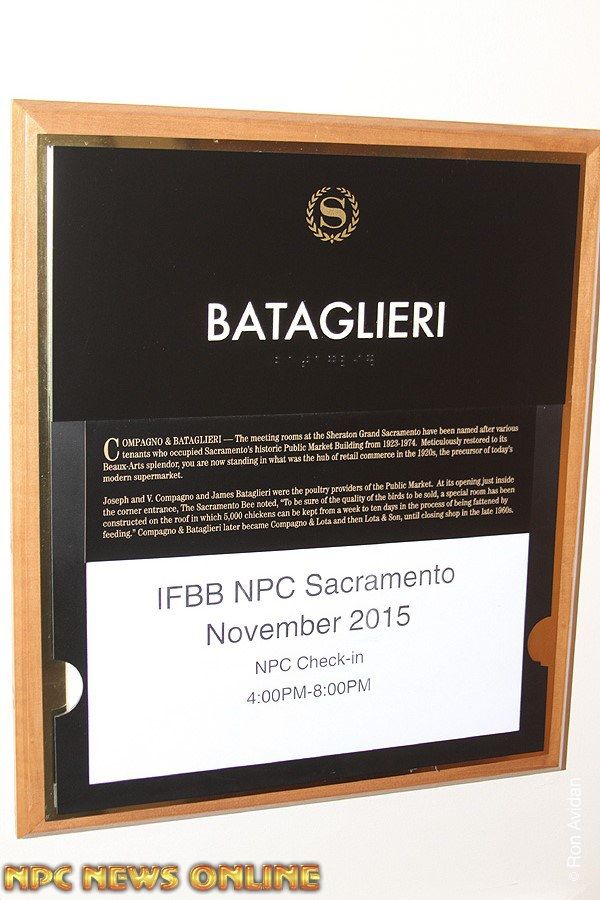 S
BATAGLIERI
COMPAGNO & BATAGLIERI — The meeting rooms at the Sheraton Grand Sacramento have been named after various
tenants who occupied Sacramento's historic Public Market Building from 1923-1974. Meticulously restored to its
Beaux-Arts splendor, you are now standing in what was the hub of retail commerce in the 1920s, the precursor of today's
modern supermarket.
Joseph and V. Compagno and James Bataglieri were the poultry providers of the Public Market. At its opening just inside
the corner entrance, The Sacramento Bee noted, "To be sure of the quality of the birds to be sold, a special room has been
constructed on the roof in which 5,000 chickens can be kept from a week to ten days in the process of being fattened by
feeding." Compagno & Bataglieri later became Compagno & Lota and then Lota & Son, until closing shop in the late 1960s.
IFBB NPC Sacramento
November 2015
NPC Check-in
4:00PM-8:00PM
© Ron Avidan
NPC NEWS ONLINE